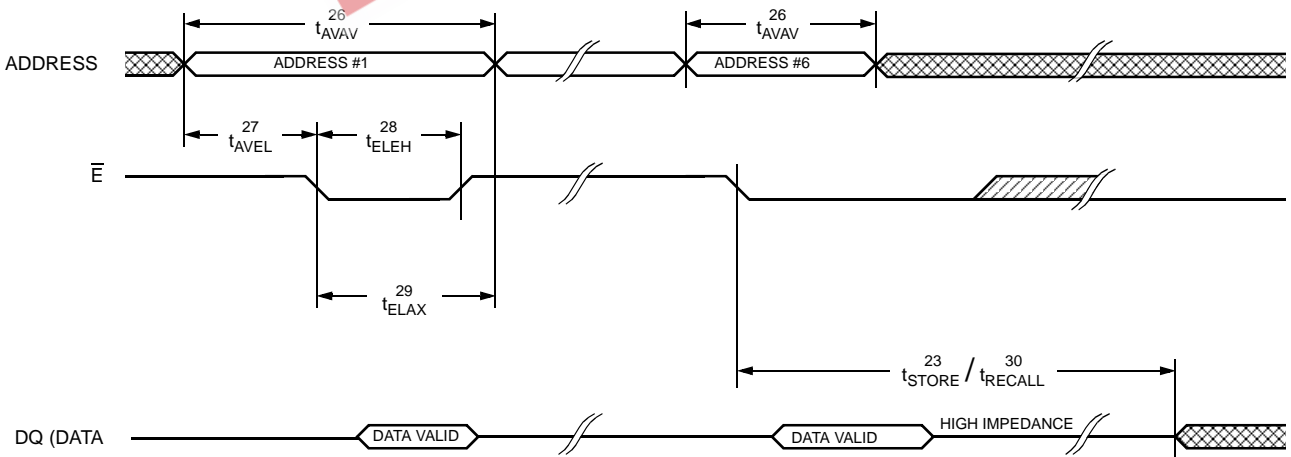 26 26
tAVAV tAVAV
ADDRESS ADDRESS #1 ADDRESS #6
27 28
tAVEL tELEH
E
29
tELAX
23 30
tSTORE / tRECALL
DQ (DATA DATA VALID DATA VALID HIGH IMPEDANCE